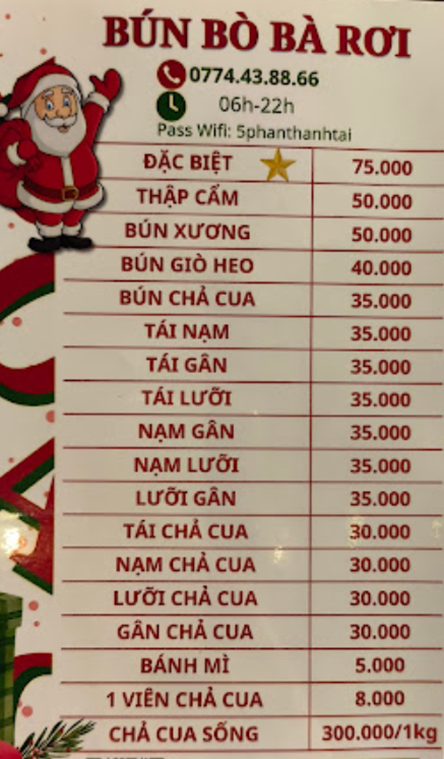 BÚN BÒ BÀ RƠI
0774.43.88.66
06h-22h
Pass Wifi: 5phanthanhtai
ĐẶC BIỆT 75.000
THẬP CẨM 50.000
BÚN XƯƠNG 50.000
BÚN GIÒ HEO 40.000
BÚN CHẢ CUA 35.000
TÁI NẠM 35.000
TÁI GÂN 35.000
TÁI LƯỠI 35.000
NẠM GÂN 35.000
NẠM LƯỠI 35.000
LƯỠI GÂN 35.000
TÁI CHẢ CUA 30.000
NẠM CHẢ CUA 30.000
LƯỠI CHẢ CUA 30.000
GÂN CHẢ CUA 30.000
BÁNH MÌ 5.000
1 VIÊN CHẢ CUA 8.000
CHẢ CUA SỐNG 300.000/1kg